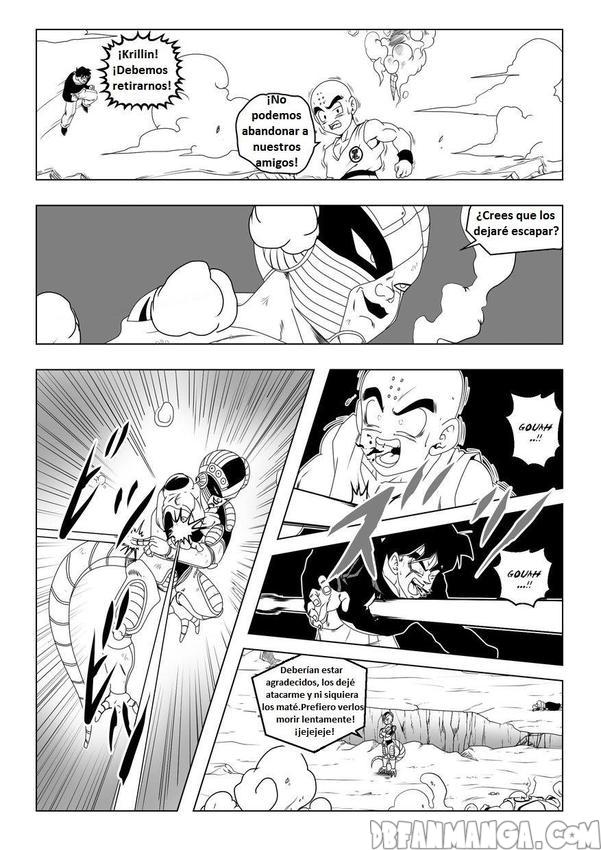 ¡Krillin!
¡Debemos
retirarnos!
¡No
podemos
abandonar a
nuestros
amigos!
¿Crees que los
dejaré escapar?
GOUAH
..!!
GOUAH
...!!
Deberían estar
agradecidos, los dejé
atacarme y ni siquiera
los maté.Prefiero verlos
morir lentamente!
¡jejejeje!
DBFANMANGA.COM